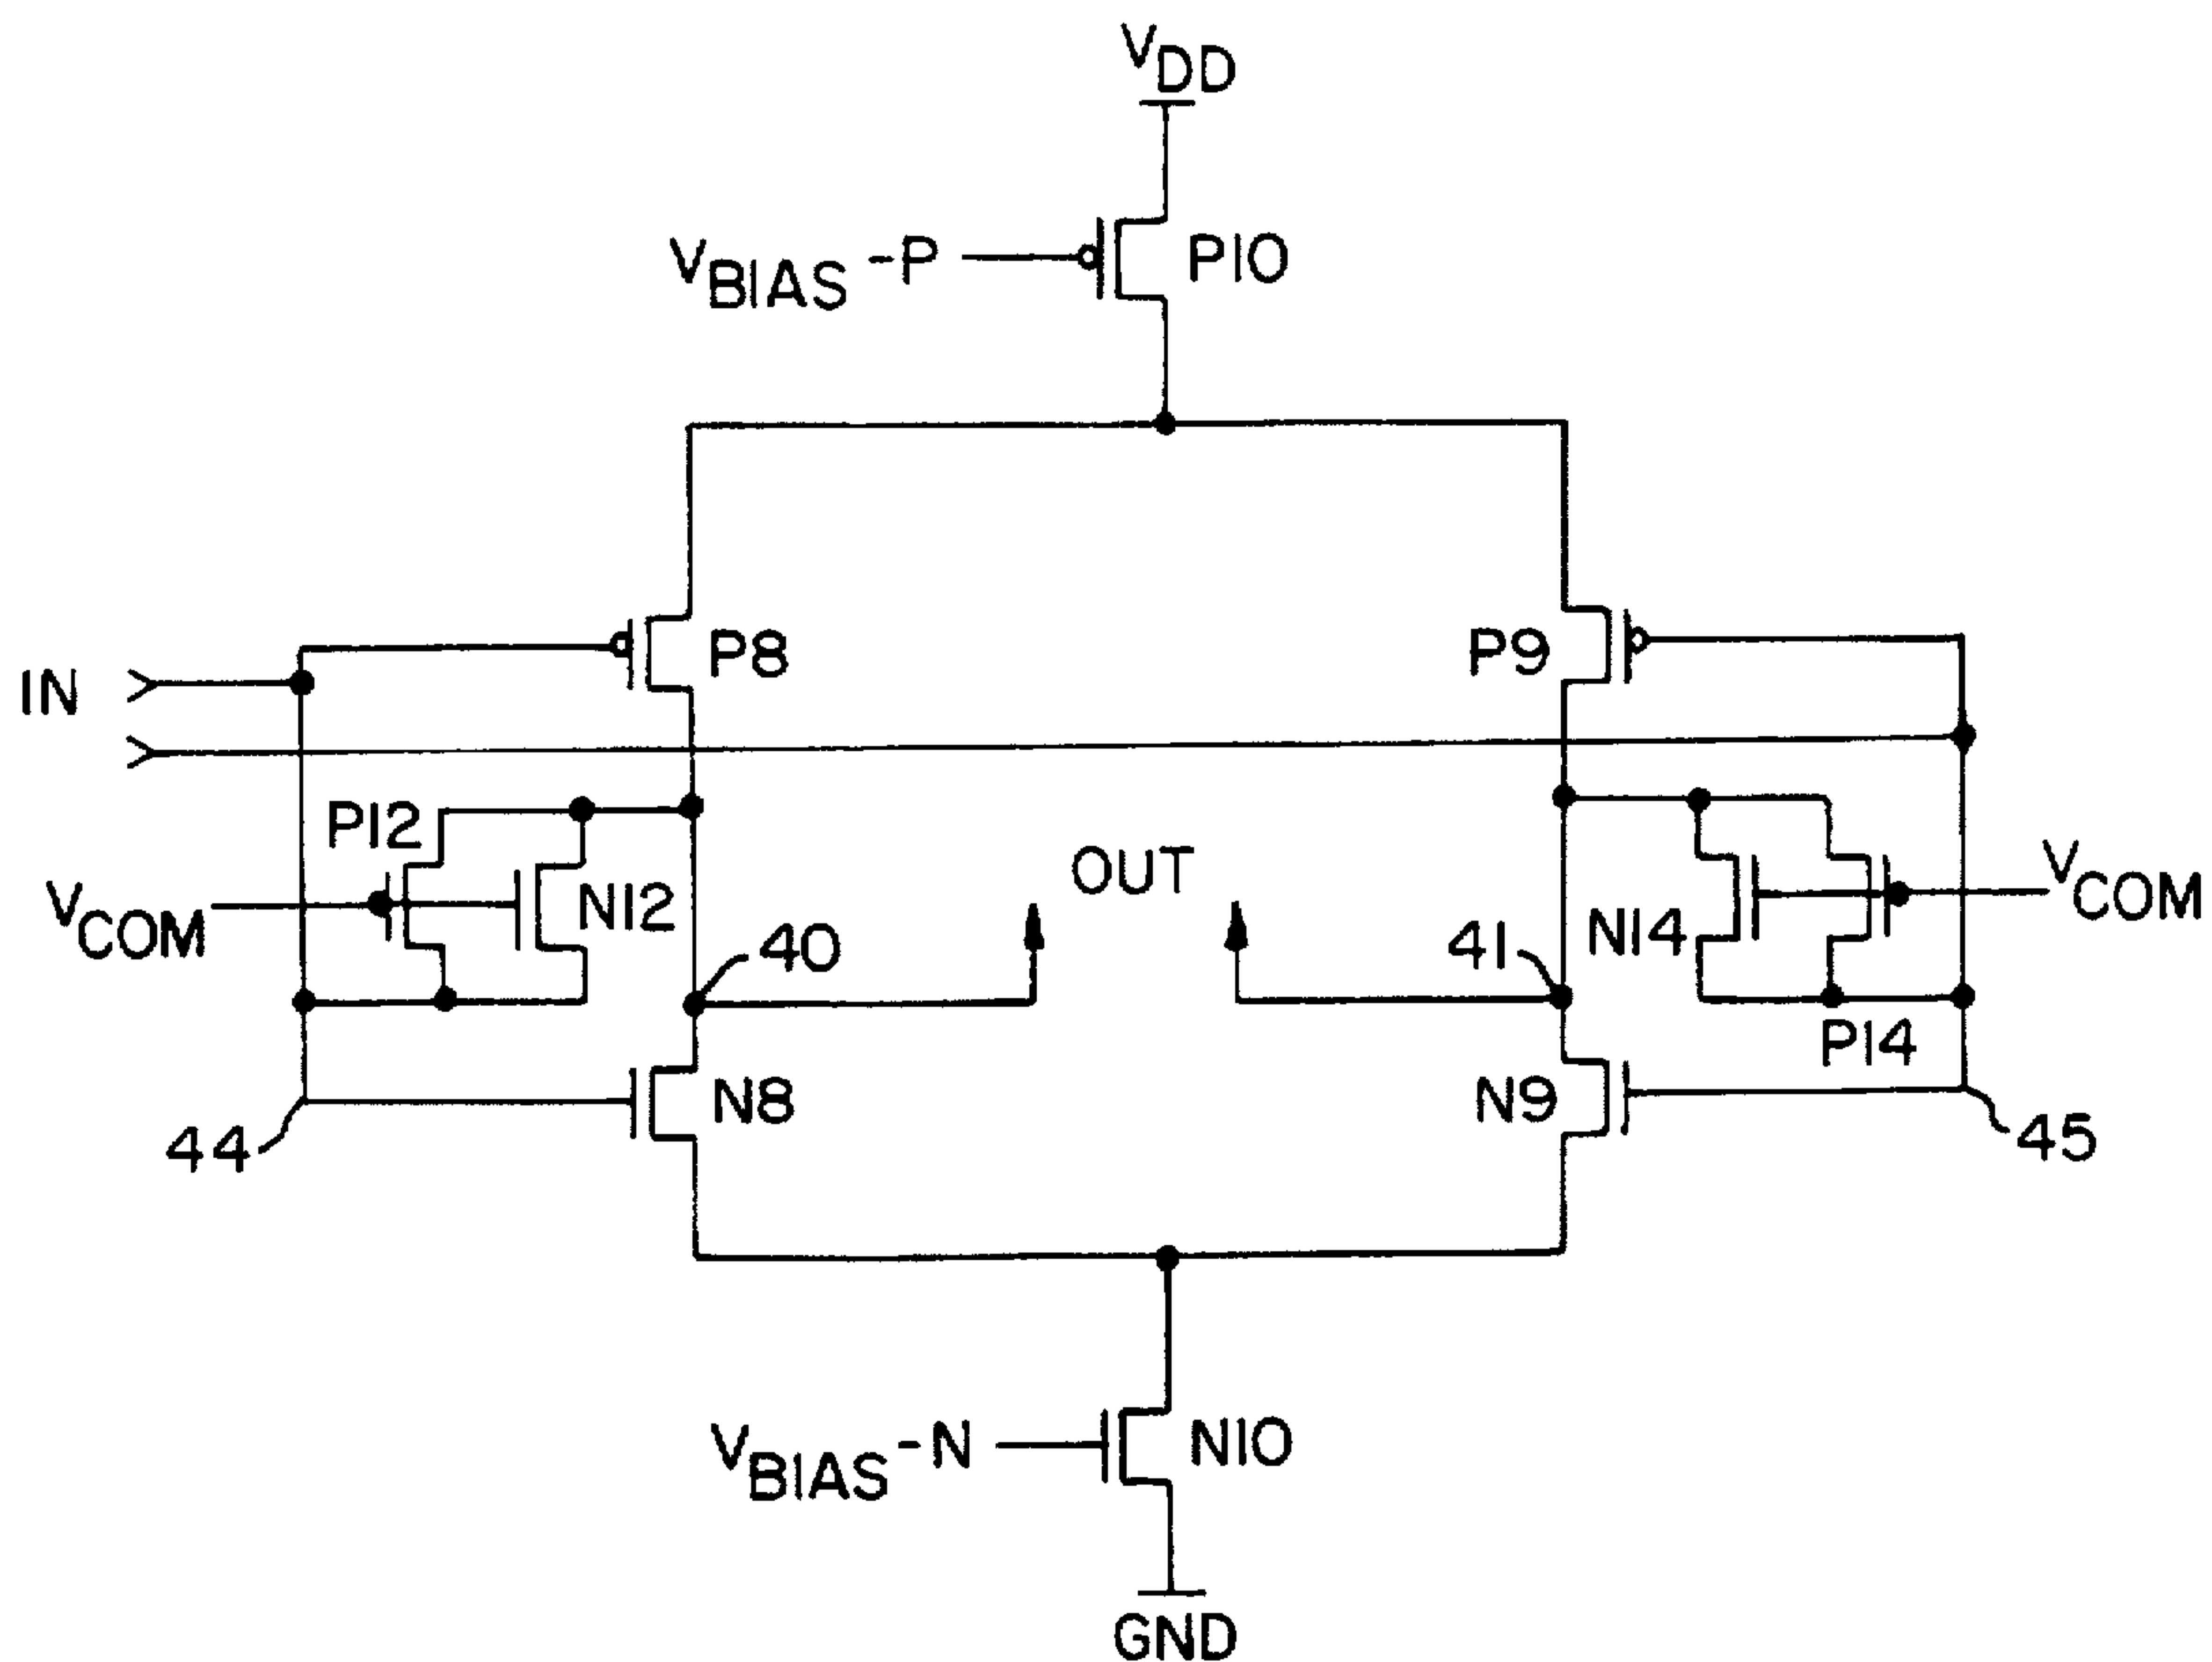 VDD
VBIAS-P
P10
P8
P9
IN
P12
VCOM
N12
OUT
40
41
N14
VCOM
P14
N8
N9
44
45
VBIAS-N
N10
GND